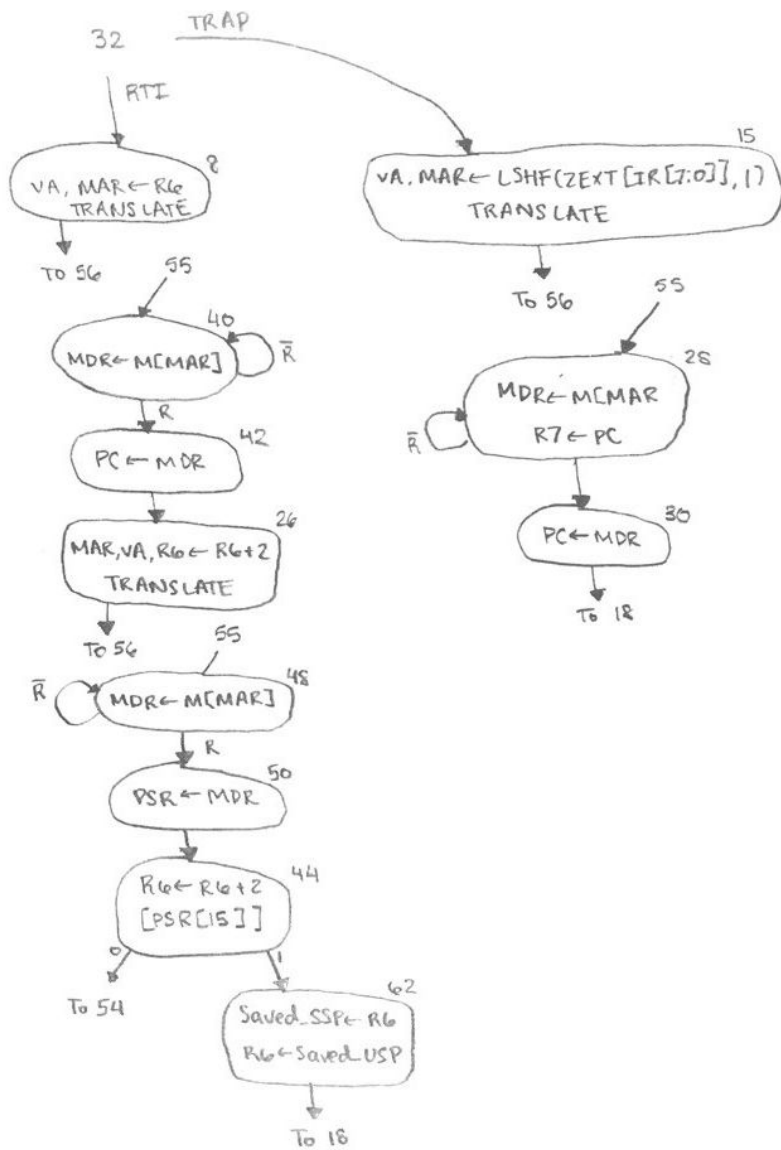 TRAP
32
RTI
8
VA, MAR ← R6
TRANSLATE
To 56
15
VA, MAR ← LSHF(ZEXT[IR[7:0]], 1)
TRANSLATE
To 56
55
40
MDR ← M[MAR]
R̅
R
42
PC ← MDR
26
MAR, VA, R6 ← R6+2
TRANSLATE
To 56
55
48
R̅
MDR ← M[MAR]
R
50
PSR ← MDR
44
R6 ← R6+2
[PSR[15]]
0
1
To 54
62
Saved_SSP ← R6
R6 ← Saved_USP
To 18
55
28
MDR ← M[MAR
R7 ← PC
R̅
30
PC ← MDR
To 18